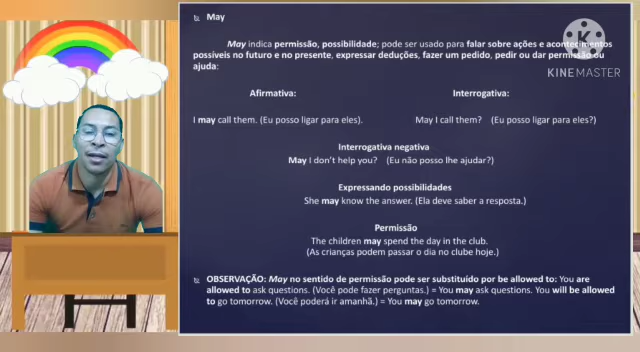 May
May indica permissão, possibilidade; pode ser usado para falar sobre ações e acontecimentos
possíveis no futuro e no presente, expressar deduções, fazer um pedido, pedir ou dar permissão ou
ajuda:
KINEMASTER
Afirmativa:
Interrogativa:
I may call them. (Eu posso ligar para eles).
May I call them? (Eu posso ligar para eles?)
Interrogativa negativa
May I don't help you? (Eu não posso lhe ajudar?)
Expressando possibilidades
She may know the answer. (Ela deve saber a resposta.)
Permissão
The children may spend the day in the club.
(As crianças podem passar o dia no clube hoje.)
OBSERVAÇÃO: May no sentido de permissão pode ser substituído por be allowed to: You are
allowed to ask questions. (Você pode fazer perguntas.) = You may ask questions. You will be allowed
to go tomorrow. (Você poderá ir amanhã.) = You may go tomorrow.